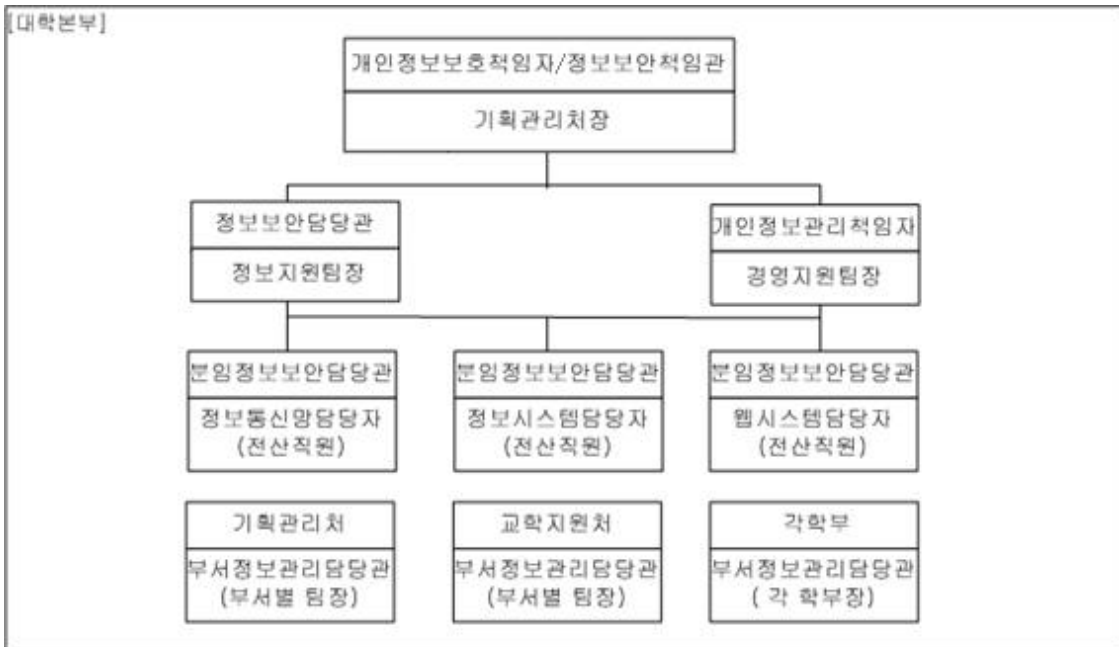 [대학본부]
개인정보보호책임자/정보보안책임관
기획관리처장
정보보안담당관
개인정보관리책임자
정보지원팀장
경영지원팀장
분임정보보안담당관
분임정보보안담당관
분임정보보안담당관
정보통신망담당자
(전산직원)
정보시스템담당자
(전산직원)
웹시스템담당자
(전산직원)
기획관리처
교학지원처
각학부
부서정보관리담당관
(부서별 팀장)
부서정보관리담당관
(부서별 팀장)
부서정보관리담당관
( 각 학부장)